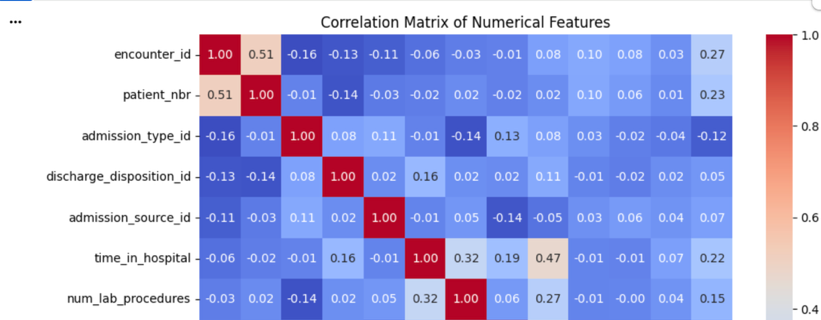 ...
Correlation Matrix of Numerical Features
encounter_id 1.00 0.51 -0.16 -0.13 -0.11 -0.06 -0.03 -0.01 0.08 0.10 0.08 0.03 0.27
patient_nbr 0.51 1.00 -0.01 -0.14 -0.03 -0.02 0.02 -0.02 0.02 0.10 0.06 0.01 0.23
admission_type_id -0.16 -0.01 1.00 0.08 0.11 -0.01 -0.14 0.13 0.08 0.03 -0.02 -0.04 -0.12
discharge_disposition_id -0.13 -0.14 0.08 1.00 0.02 0.16 0.02 0.02 0.11 -0.01 -0.02 0.02 0.05
admission_source_id -0.11 -0.03 0.11 0.02 1.00 -0.01 0.05 -0.14 -0.05 0.03 0.06 0.04 0.07
time_in_hospital -0.06 -0.02 -0.01 0.16 -0.01 1.00 0.32 0.19 0.47 -0.01 -0.01 0.07 0.22
num_lab_procedures -0.03 0.02 -0.14 0.02 0.05 0.32 1.00 0.06 0.27 -0.01 -0.00 0.04 0.15
1.0
0.8
0.6
0.4